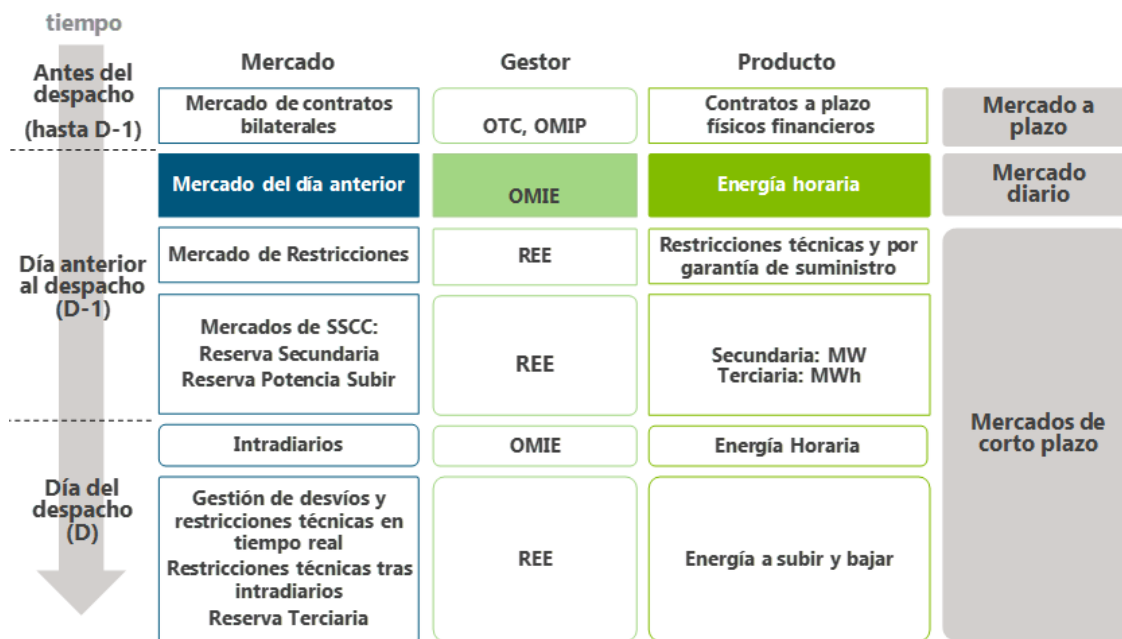 tiempo
Mercado
Gestor
Producto
Antes del
despacho
(hasta D-1)
Mercado de contratos
bilaterales
OTC, OMIP
Contratos a plazo
físicos financieros
Mercado a
plazo
Mercado del día anterior
OMIE
Energía horaria
Mercado
diario
Día anterior
al despacho
(D-1)
Mercado de Restricciones
REE
Restricciones técnicas y por
garantía de suministro
Mercados de SSCC:
Reserva Secundaria
Reserva Potencia Subir
REE
Secundaria: MW
Terciaria: MWh
Mercados de
corto plazo
Día del
despacho
(D)
Intradiarios
OMIE
Energía Horaria
Gestión de desvíos y
restricciones técnicas en
tiempo real
Restricciones técnicas tras
intradiarios
Reserva Terciaria
REE
Energía a subir y bajar